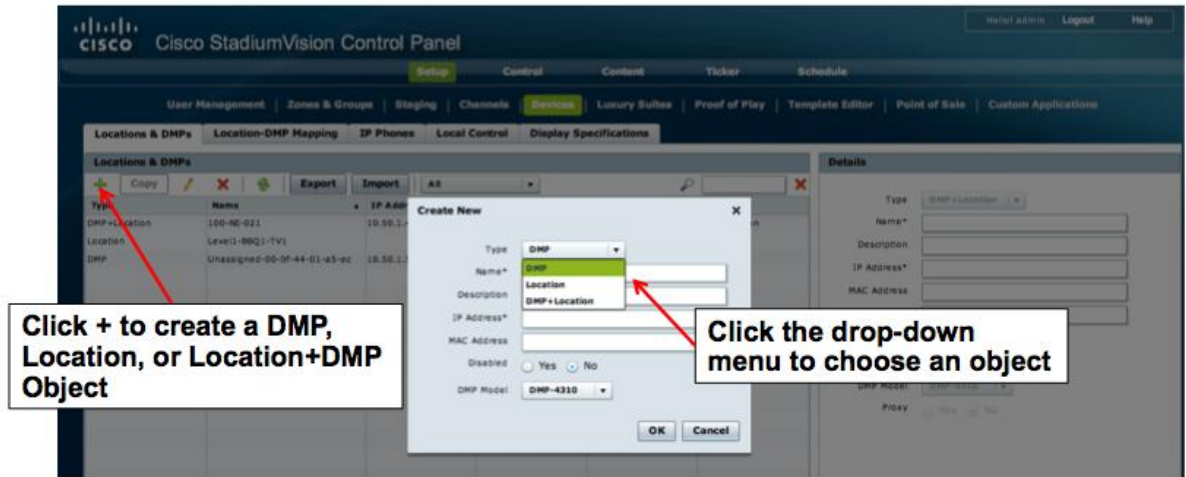 Hello! admin Logout Help
CISCO Cisco StadiumVision Control Panel
Setup Control Content Ticker Schedule
User Management | Zones & Groups | Staging | Channels | Devices | Luxury Suites | Proof of Play | Template Editor | Point of Sale | Custom Applications
Locations & DMPs Location-DMP Mapping IP Phones Local Control Display Specifications
Locations & DMPs
Details
Copy Export Import All
Type Name IP Addr
DMP+Location 100-NE-021 10.50.1.
Location Level1-BBQ1-TV1
DMP Unassigned-00-0f-44-01-a5-ec 10.50.1.
Create New
Type DMP
DMP
Location
DMP+Location
Name*
Description
IP Address*
MAC Address
Disabled Yes No
DMP Model DMP-4310
OK Cancel
Type DMP+Location
Name*
Description
IP Address*
MAC Address
DMP Model DMP-4310
Proxy Yes No
Click + to create a DMP,
Location, or Location+DMP
Object
Click the drop-down
menu to choose an object